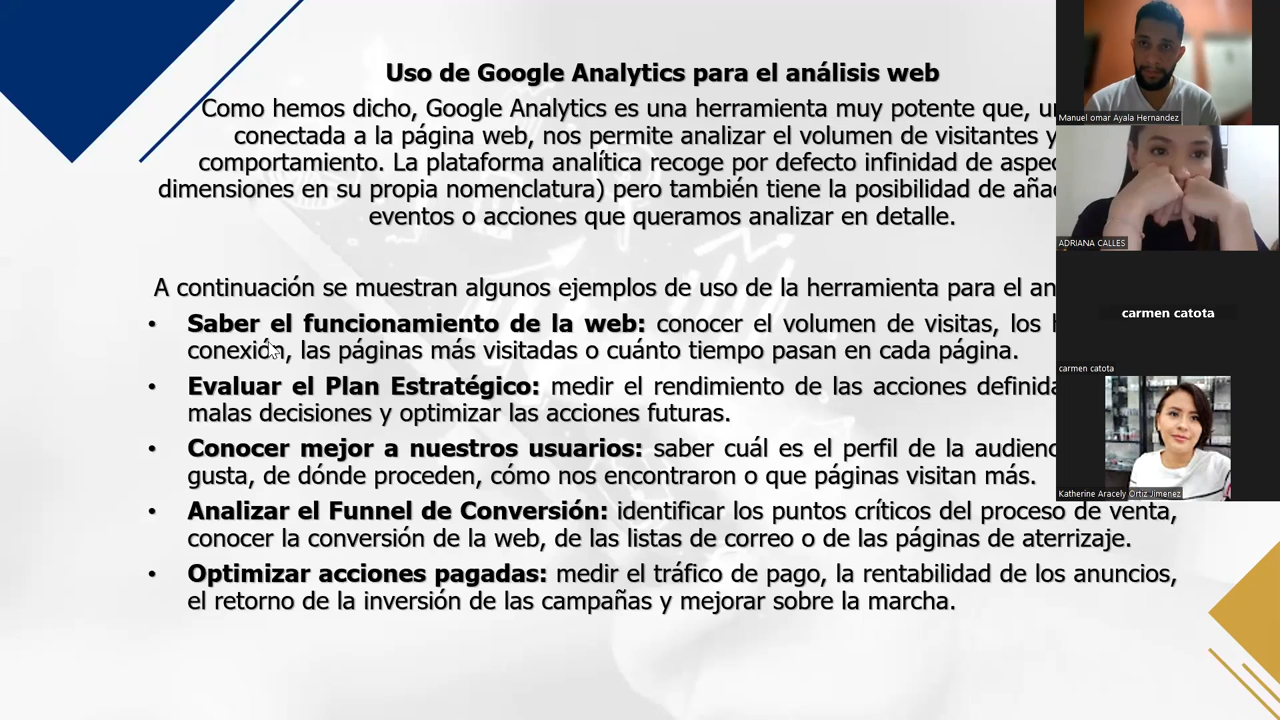 Uso de Google Analytics para el análisis web
Como hemos dicho, Google Analytics es una herramienta muy potente que,
conectada a la página web, nos permite analizar el volumen de visitantes y
comportamiento. La plataforma analítica recoge por defecto infinidad de
dimensiones en su propia nomenclatura) pero también tiene la posibilidad de
eventos o acciones que queramos analizar en detalle.
A continuación se muestran algunos ejemplos de uso de la herramienta para el
• Saber el funcionamiento de la web: conocer el volumen de visitas, los
conexión, las páginas más visitadas o cuánto tiempo pasan en cada página.
• Evaluar el Plan Estratégico: medir el rendimiento de las acciones
malas decisiones y optimizar las acciones futuras.
• Conocer mejor a nuestros usuarios: saber cuál es el perfil de la
gusta, de dónde proceden, cómo nos encontraron o que páginas visitan más.
• Analizar el Funnel de Conversión: identificar los puntos críticos del proceso de venta,
conocer la conversión de la web, de las listas de correo o de las páginas de aterrizaje.
• Optimizar acciones pagadas: medir el tráfico de pago, la rentabilidad de los anuncios,
el retorno de la inversión de las campañas y mejorar sobre la marcha.
Manuel omar Ayala Hernandez
ADRIANA CALLES
carmen catota
carmen catota
Katherine Aracely Ortiz Jimenez